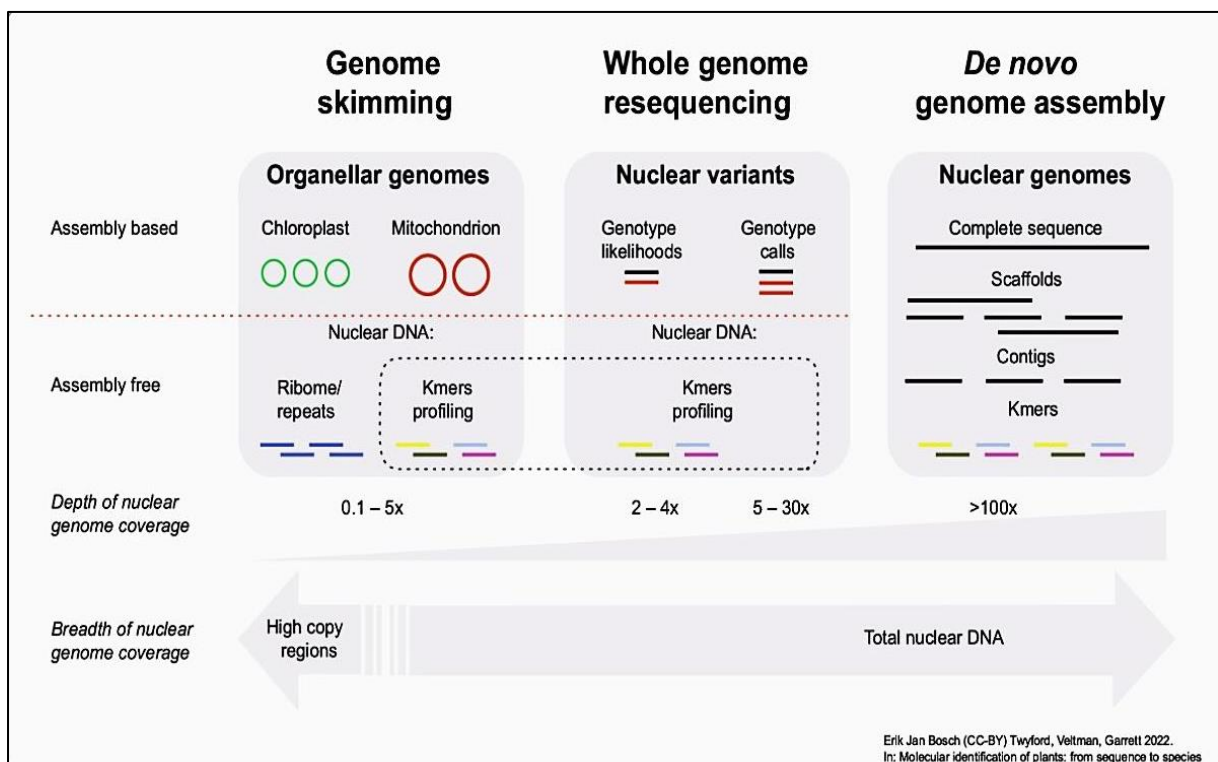 Genome
skimming
Whole genome
resequencing
De novo
genome assembly
Organellar genomes
Nuclear variants
Nuclear genomes
Assembly based
Chloroplast
Mitochondrion
Genotype
likelihoods
Genotype
calls
Complete sequence
Scaffolds
Nuclear DNA:
Nuclear DNA:
Contigs
Assembly free
Ribome/
repeats
Kmers
profiling
Kmers
profiling
Kmers
Depth of nuclear
genome coverage
0.1 – 5x
2 – 4x
5 – 30x
>100x
Breadth of nuclear
genome coverage
High copy
regions
Total nuclear DNA
Erik Jan Bosch (CC-BY) Twyford, Veltman, Garrett 2022.
In: Molecular identification of plants: from sequence to species